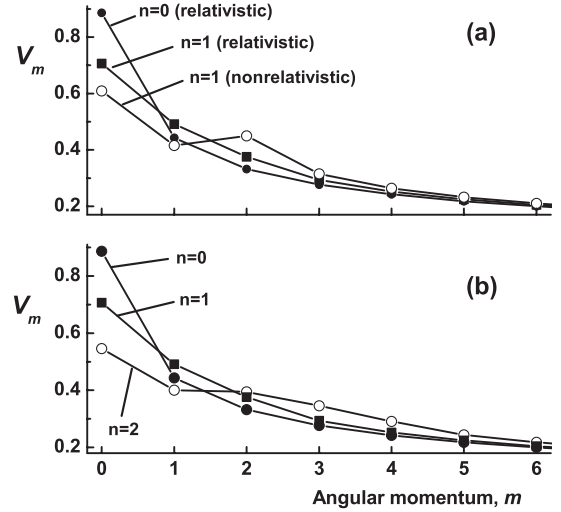 n=0 (relativistic)
(a)
0.8
V_m
n=1 (relativistic)
n=1 (nonrelativistic)
0.6
0.4
0.2
n=0
(b)
0.8
V_m
n=1
0.6
0.4
n=2
0.2
0 1 2 3 4 5 6
Angular momentum, m